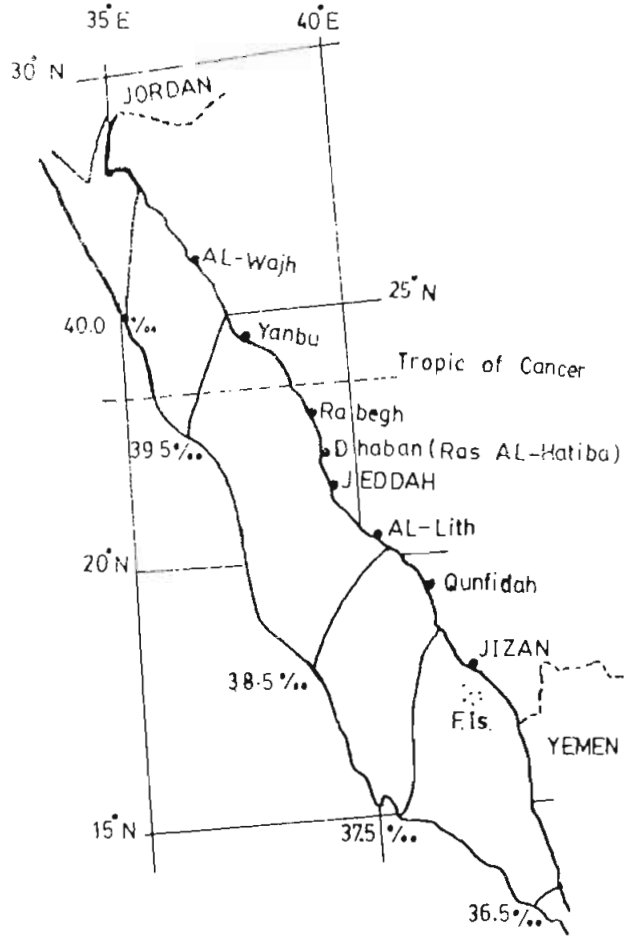 35°E
40°E
30°N
JORDAN
AL-Wajh
25°N
40.0 ‰
Yanbu
Tropic of Cancer
Rabegh
39.5‰
Dhaban (Ras AL-Hatiba)
JEDDAH
AL-Lith
20°N
Qunfidah
JIZAN
38.5‰
F.Is.
YEMEN
15°N
37.5‰
36.5‰